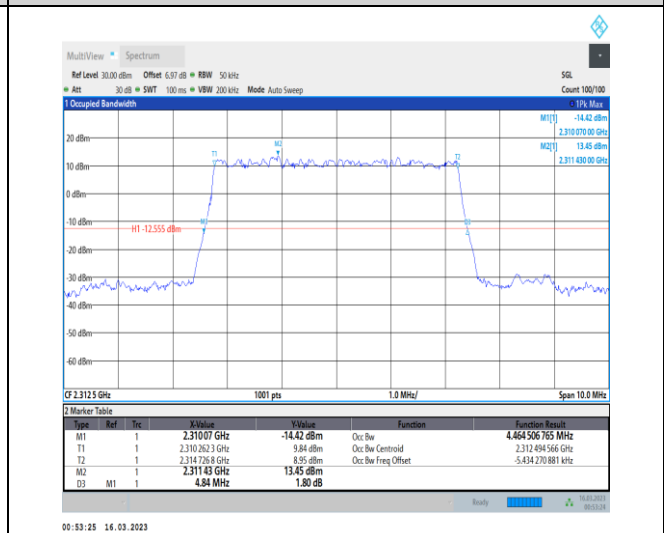 MultiView Spectrum
Ref Level 30.00 dBm Offset 6.97 dB RBW 50 kHz SGL
Att 30 dB SWT 100 ms VBW 200 kHz Mode Auto Sweep Count 100/100
1 Occupied Bandwidth 1Pk Max
M1[1] -14.42 dBm
2.310 070 00 GHz
M2[1] 13.45 dBm
2.311 430 00 GHz
20 dBm
M2
T1
T2
10 dBm
0 dBm
-10 dBm
M1
D3
H1 -12.555 dBm
-20 dBm
-30 dBm
-40 dBm
-50 dBm
-60 dBm
CF 2.312 5 GHz 1001 pts 1.0 MHz/ Span 10.0 MHz
2 Marker Table
Type Ref Trc X-Value Y-Value Function Function Result
M1 1 2.31007 GHz -14.42 dBm Occ Bw 4.464 506 765 MHz
T1 1 2.310 262 3 GHz 9.84 dBm Occ Bw Centroid 2.312 494 566 GHz
T2 1 2.314 726 8 GHz 8.95 dBm Occ Bw Freq Offset -5.434 270 881 kHz
M2 1 2.311 43 GHz 13.45 dBm
D3 M1 1 4.84 MHz 1.80 dB
Ready 16.03.2023
00:53:24
00:53:25 16.03.2023